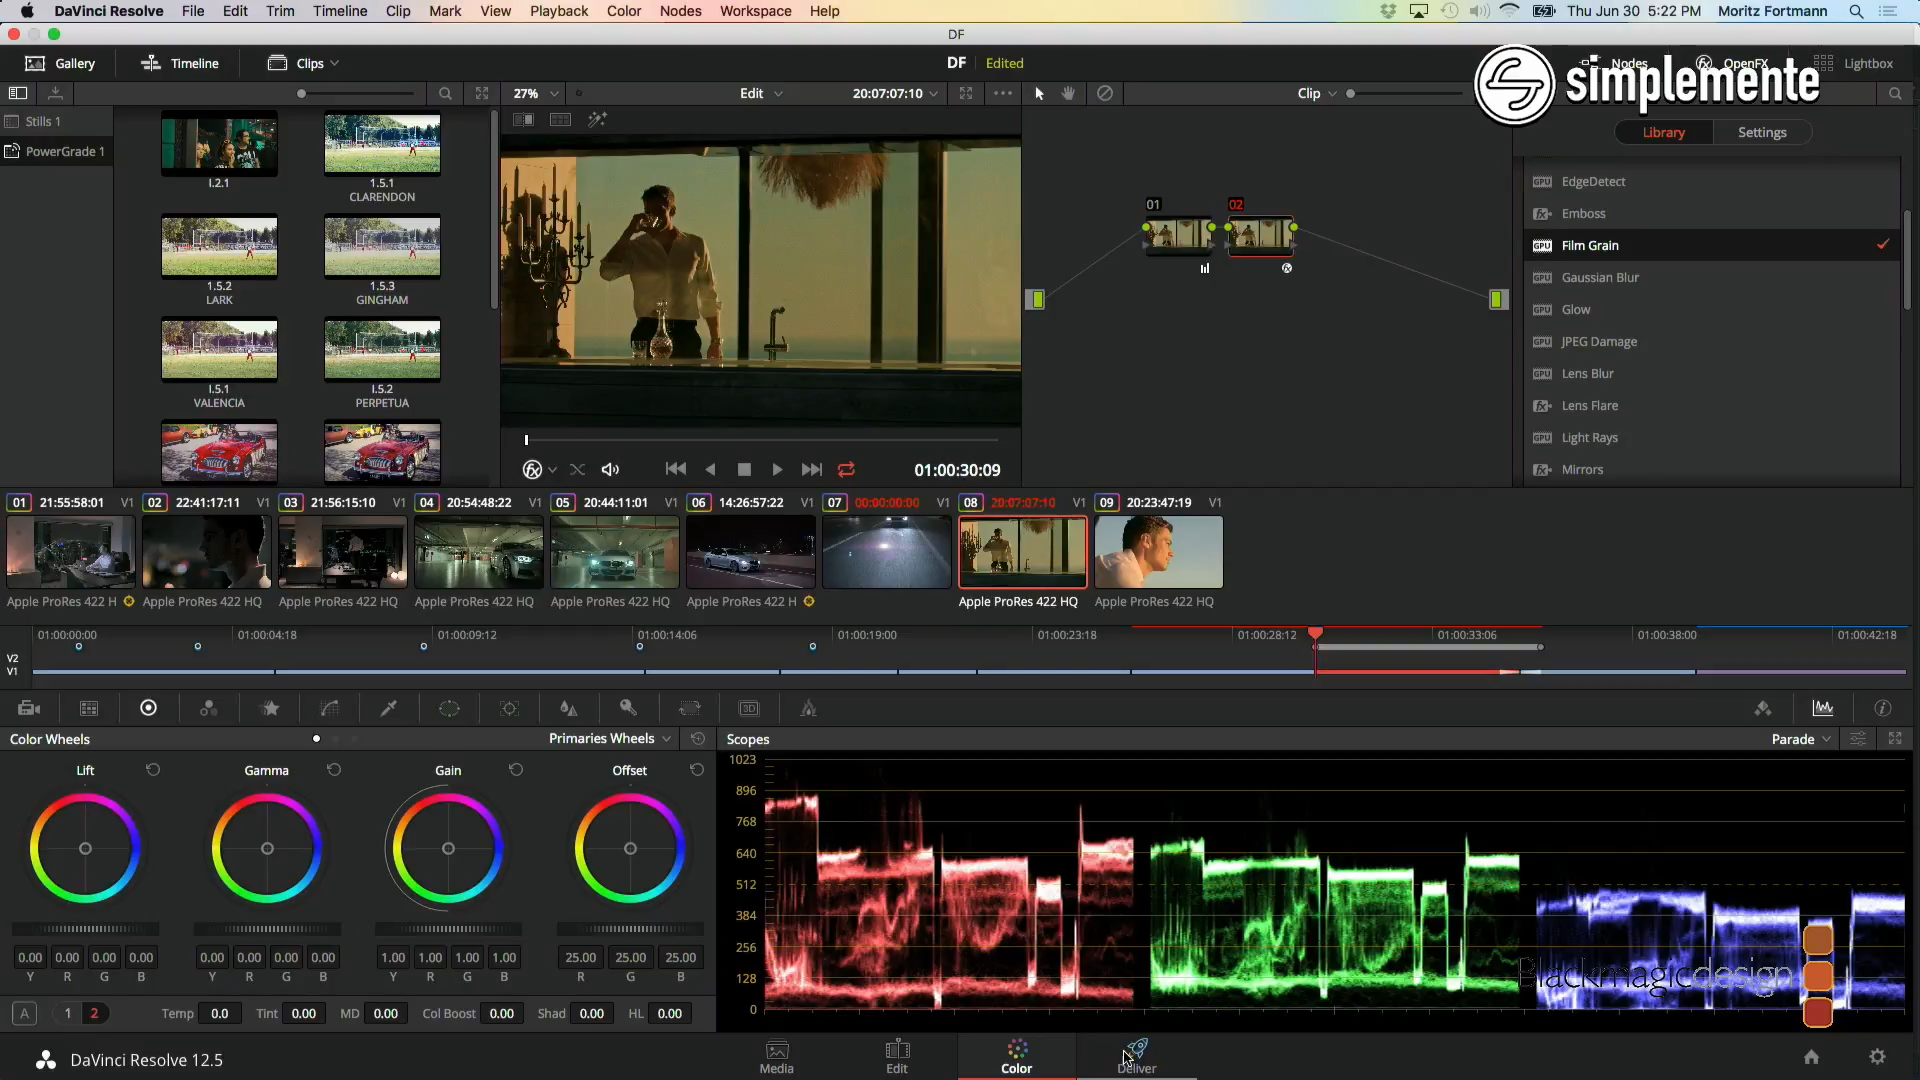 DaVinci Resolve File Edit Trim Timeline Clip Mark View Playback Color Nodes Workspace Help Thu Jun 30 5:22 PM Moritz Fortmann
DF
Gallery Timeline Clips DF Edited Nodes OpenFX Lightbox
simplemente
27% Edit 20:07:07:10 Clip
Library Settings
Stills 1
PowerGrade 1
1.2.1
1.5.1
CLARENDON
1.5.2
LARK
1.5.3
GINGHAM
1.5.1
VALENCIA
1.5.2
PERPETUA
01 02
GPU EdgeDetect
fx Emboss
GPU Film Grain
GPU Gaussian Blur
GPU Glow
GPU JPEG Damage
GPU Lens Blur
fx Lens Flare
GPU Light Rays
fx Mirrors
01:00:30:09
01 21:55:58:01 V1 02 22:41:17:11 V1 03 21:56:15:10 V1 04 20:54:48:22 V1 05 20:44:11:01 V1 06 14:26:57:22 V1 07 00:00:00:00 V1 08 20:07:07:10 V1 09 20:23:47:19 V1
Apple ProRes 422 H Apple ProRes 422 HQ Apple ProRes 422 HQ Apple ProRes 422 HQ Apple ProRes 422 HQ Apple ProRes 422 H Apple ProRes 422 HQ Apple ProRes 422 HQ
01:00:00:00 01:00:04:18 01:00:09:12 01:00:14:06 01:00:19:00 01:00:23:18 01:00:28:12 01:00:33:06 01:00:38:00 01:00:42:18
V2
V1
3D
Color Wheels Primaries Wheels Scopes Parade
Lift Gamma Gain Offset
1023
896
768
640
512
384
256
128
0
0.00 0.00 0.00 0.00 0.00 0.00 0.00 0.00 1.00 1.00 1.00 1.00 25.00 25.00 25.00
Y R G B Y R G B Y R G B R G B
Blackmagicdesign
A 1 2 Temp 0.0 Tint 0.00 MD 0.00 Col Boost 0.00 Shad 0.00 HL 0.00
DaVinci Resolve 12.5 Media Edit Color Deliver